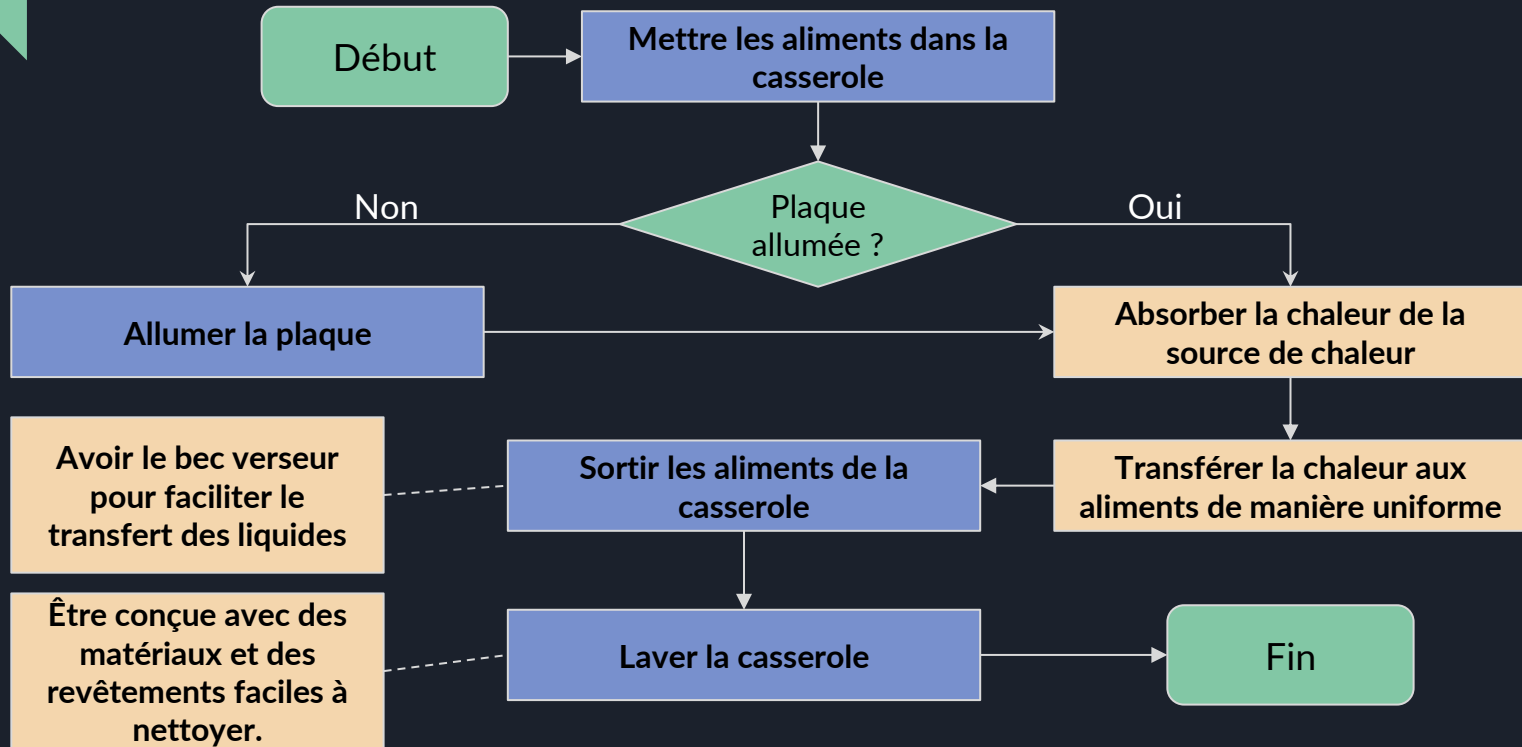 Début
Mettre les aliments dans la
casserole
Non
Plaque
allumée ?
Oui
Allumer la plaque
Absorber la chaleur de la
source de chaleur
Avoir le bec verseur
pour faciliter le
transfert des liquides
Sortir les aliments de la
casserole
Transférer la chaleur aux
aliments de manière uniforme
Être conçue avec des
matériaux et des
revêtements faciles à
nettoyer.
Laver la casserole
Fin